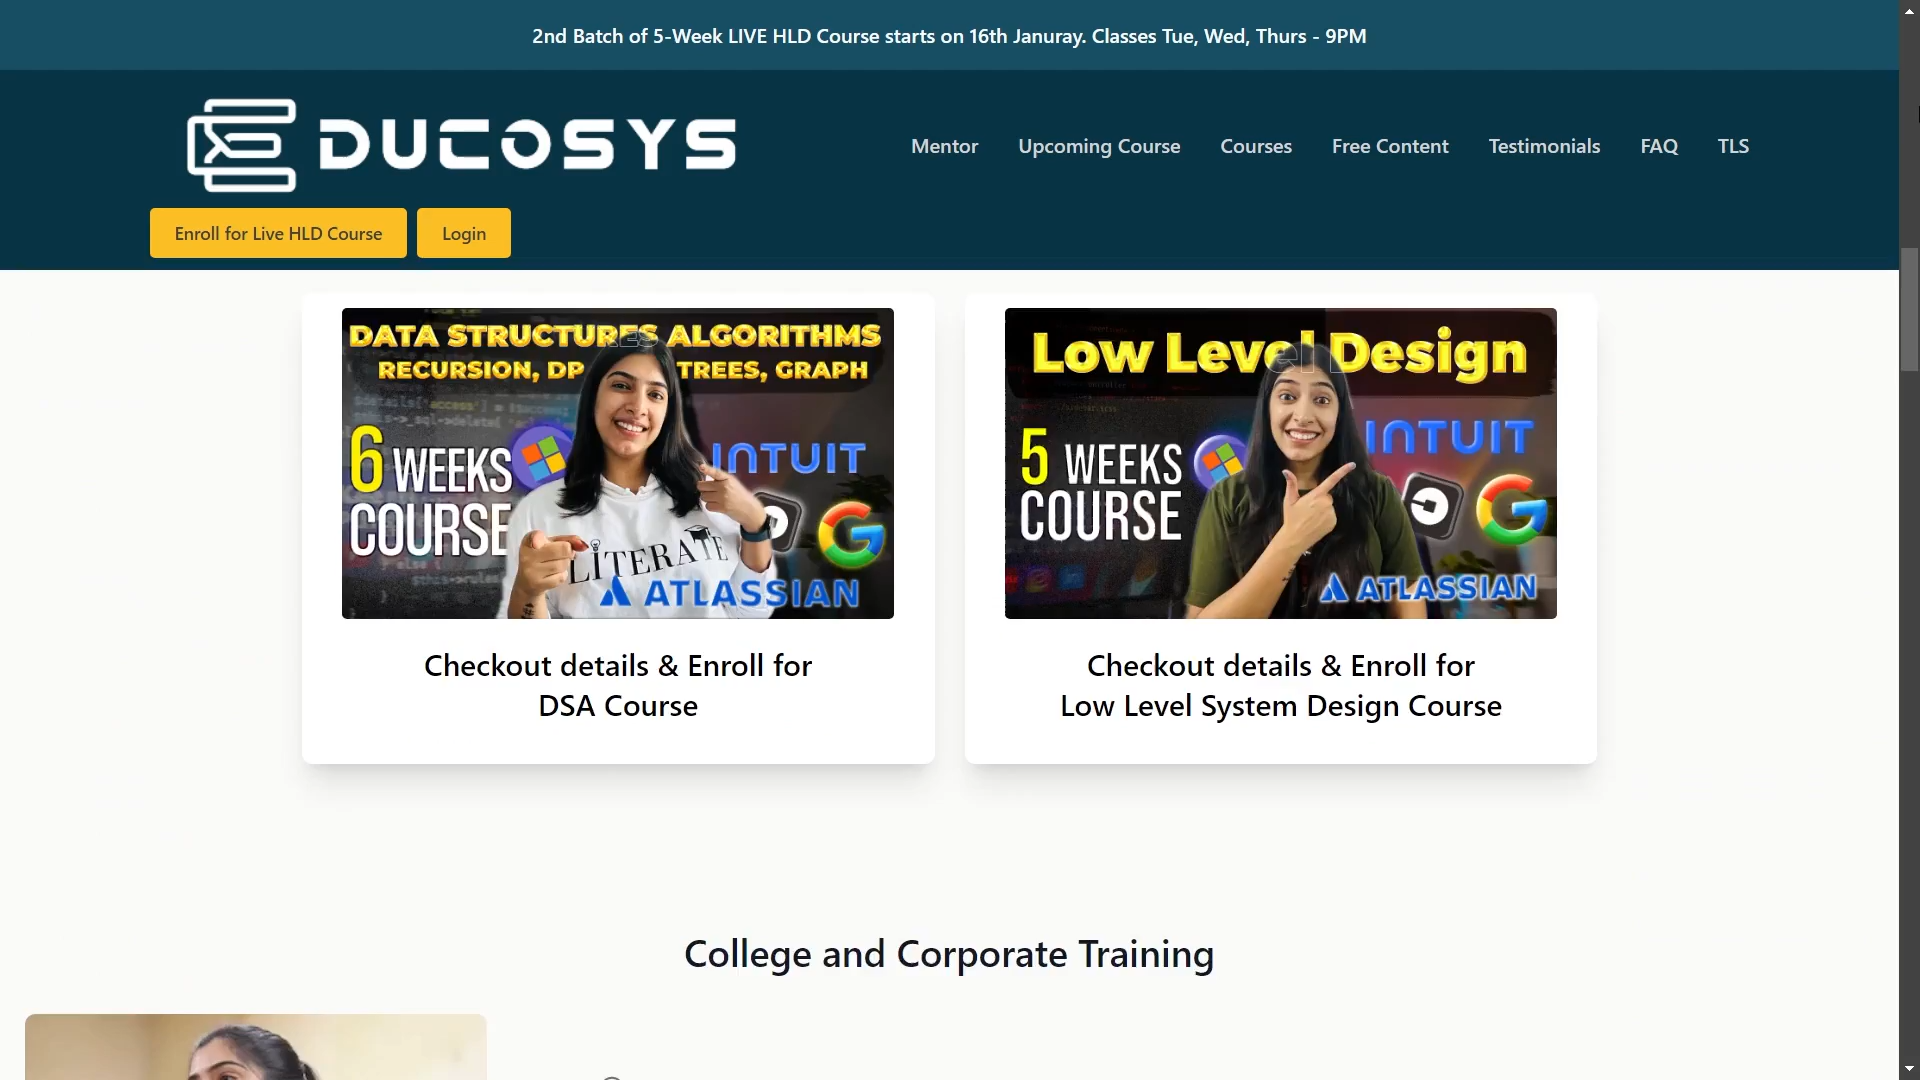 2nd Batch of 5-Week LIVE HLD Course starts on 16th Januray. Classes Tue, Wed, Thurs - 9PM
DUCOSYS
Mentor
Upcoming Course
Courses
Free Content
Testimonials
FAQ
TLS
Enroll for Live HLD Course
Login
DATA STRUCTURES ALGORITHMS
RECURSION, DP TREES, GRAPH
6 WEEKS
COURSE
INTUIT
LITERATE
ATLASSIAN
Checkout details & Enroll for
DSA Course
Low Level Design
5 WEEKS
COURSE
INTUIT
ATLASSIAN
Checkout details & Enroll for
Low Level System Design Course
College and Corporate Training